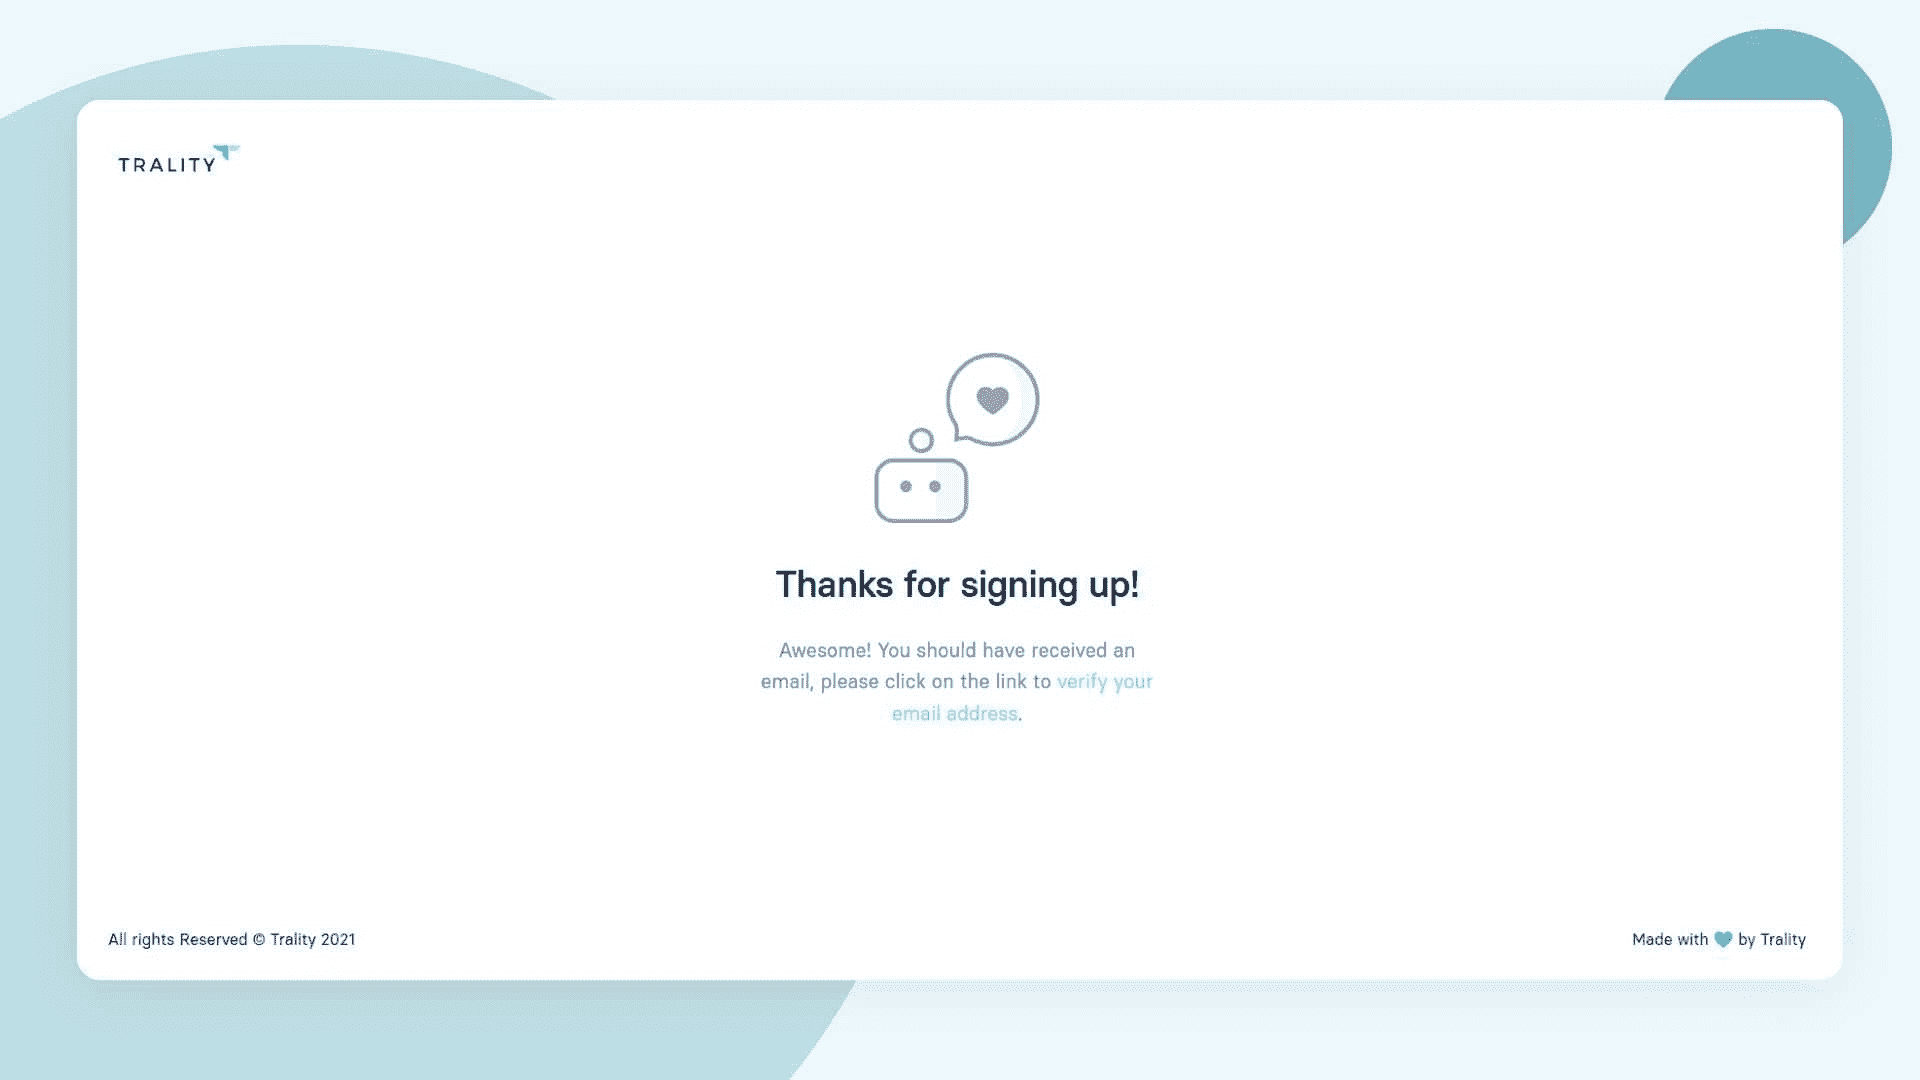 TRALITY
Thanks for signing up!
Awesome! You should have received an
email, please click on the link to verify your
email address.
All rights Reserved © Trality 2021
Made with by Trality